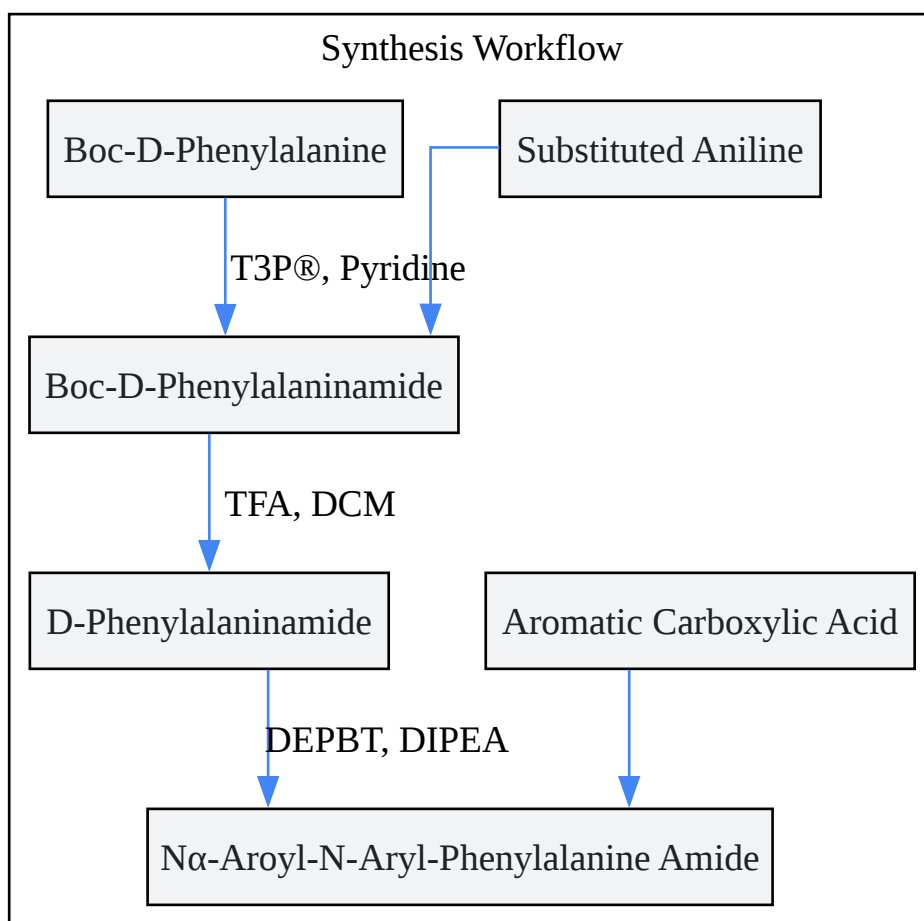 Synthesis Workflow
Boc-D-Phenylalanine
Substituted Aniline
T3P®, Pyridine
Boc-D-Phenylalaninamide
TFA, DCM
D-Phenylalaninamide
Aromatic Carboxylic Acid
DEPBT, DIPEA
Nα-Aroyl-N-Aryl-Phenylalanine Amide